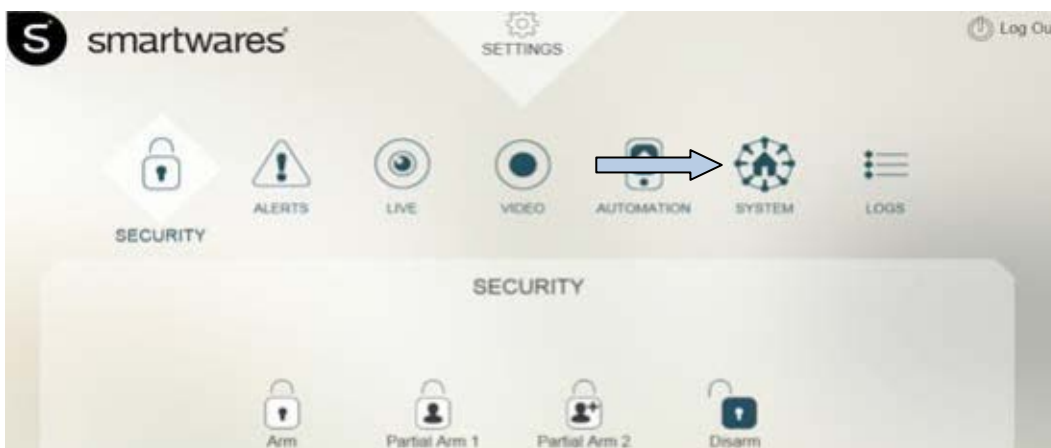 S smartwares
SETTINGS
Log Ou
ALERTS
LIVE
VIDEO
AUTOMATION
SYSTEM
LOGS
SECURITY
SECURITY
Arm
Partial Arm 1
Partial Arm 2
Disarm